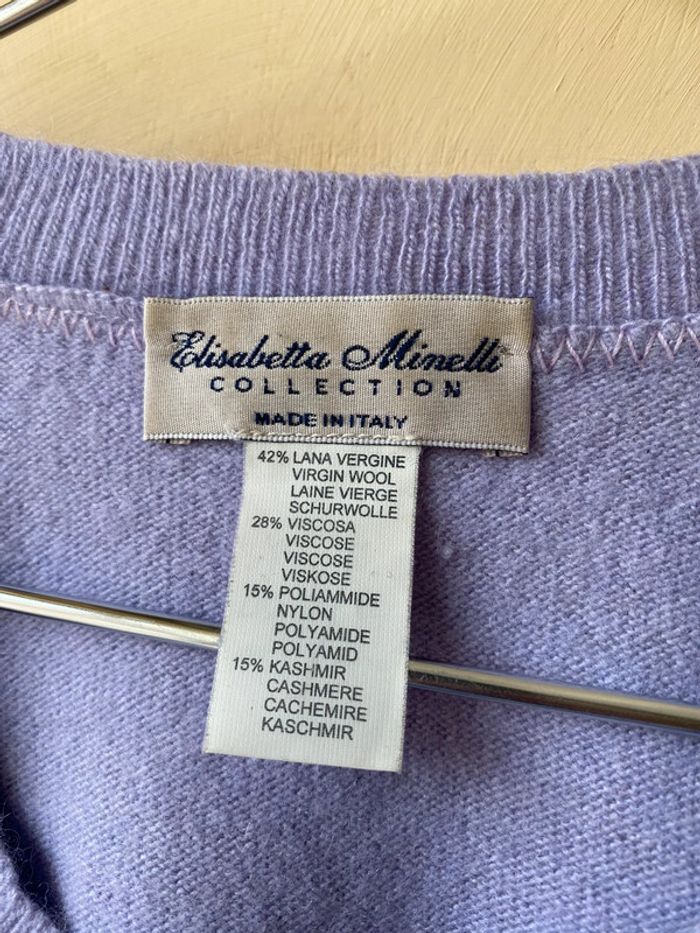 Elisabetta Minelli
COLLECTION
MADE IN ITALY
42% LANA VERGINE
VIRGIN WOOL
LAINE VIERGE
SCHURWOLLE
28% VISCOSA
VISCOSE
VISCOSE
VISKOSE
15% POLIAMMIDE
NYLON
POLYAMIDE
POLYAMID
15% KASHMIR
CASHMERE
CACHEMIRE
KASCHMIR